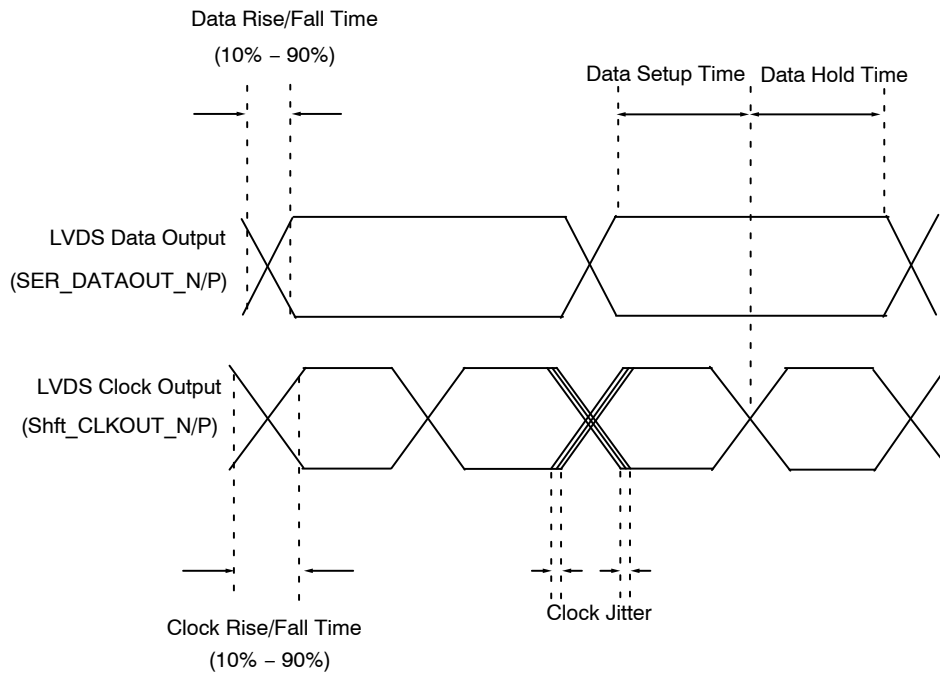 Data Rise/Fall Time
(10% – 90%)
Data Setup Time
Data Hold Time
LVDS Data Output
(SER_DATAOUT_N/P)
LVDS Clock Output
(Shft_CLKOUT_N/P)
Clock Jitter
Clock Rise/Fall Time
(10% – 90%)